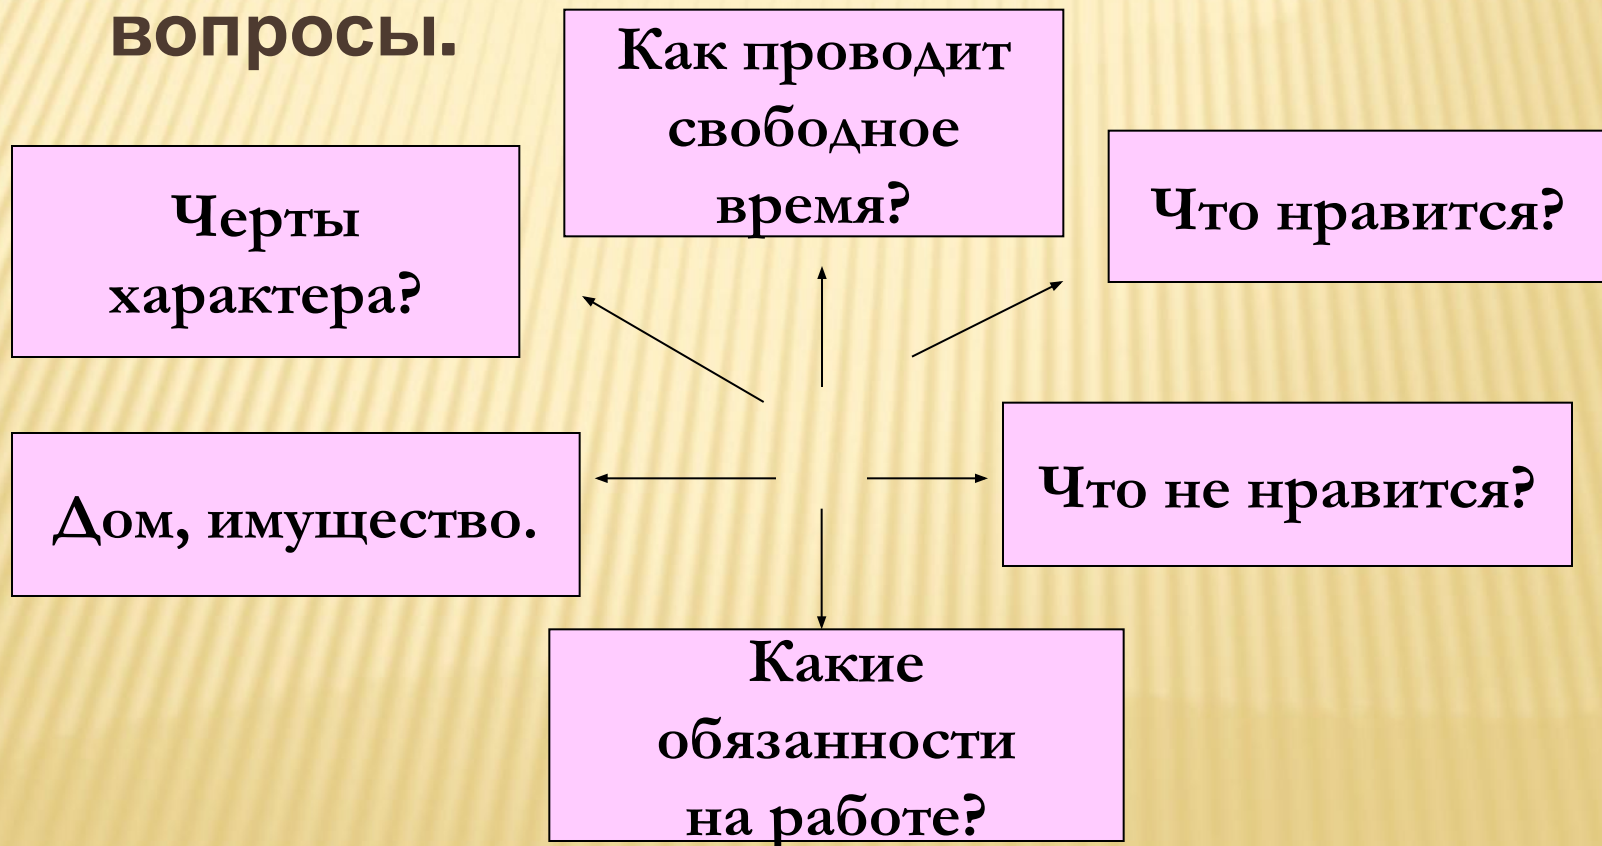 вопросы.
Как проводит
свободное
время?
Черты
характера?
Что нравится?
Дом, имущество.
Что не нравится?
Какие
обязанности
на работе?